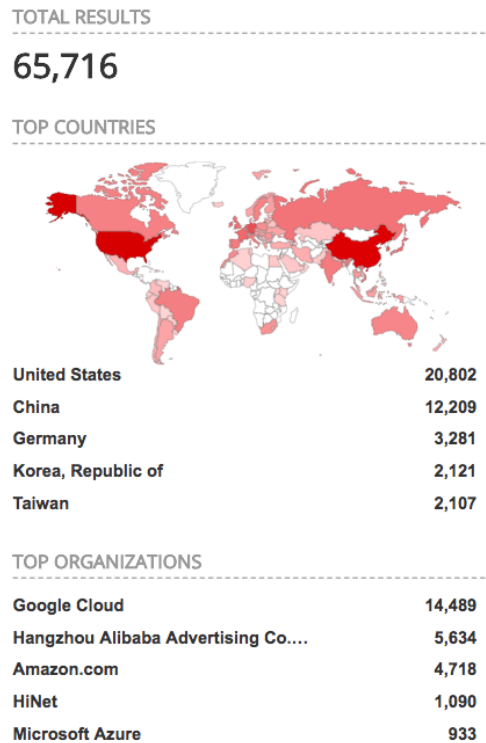 TOTAL RESULTS
65,716
TOP COUNTRIES
United States 20,802
China 12,209
Germany 3,281
Korea, Republic of 2,121
Taiwan 2,107
TOP ORGANIZATIONS
Google Cloud 14,489
Hangzhou Alibaba Advertising Co.... 5,634
Amazon.com 4,718
HiNet 1,090
Microsoft Azure 933